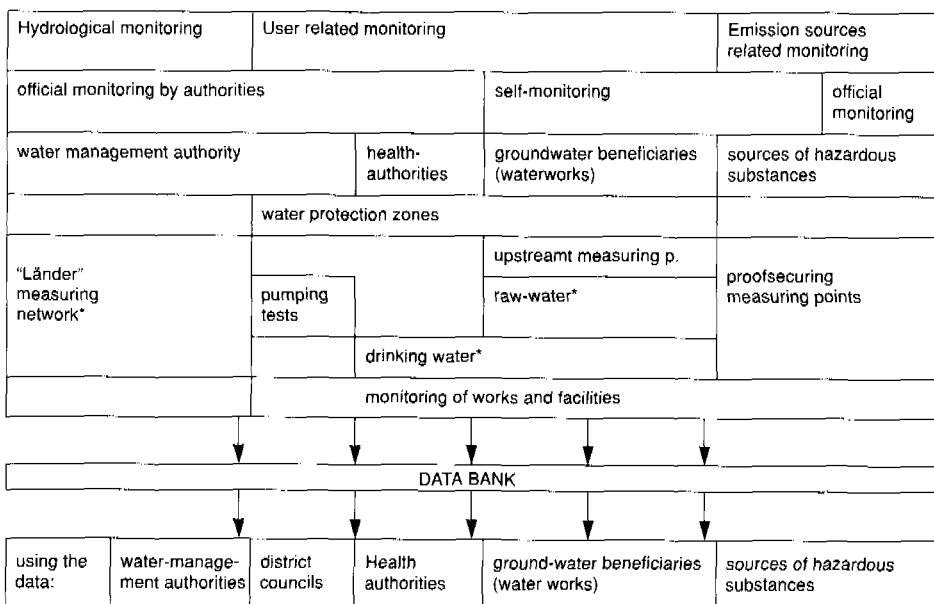 Hydrological monitoring
User related monitoring
Emission sources
related monitoring
official monitoring by authorities
self-monitoring
official
monitoring
water management authority
health-
authorities
groundwater beneficiaries
(waterworks)
sources of hazardous
substances
water protection zones
"Länder"
measuring
network*
pumping
tests
upstreamt measuring p.
raw-water*
proofsecuring
measuring points
drinking water*
monitoring of works and facilities
DATA BANK
using the
data:
water-manage-
ment authorities
district
councils
Health
authorities
ground-water beneficiaries
(water works)
sources of hazardous
substances